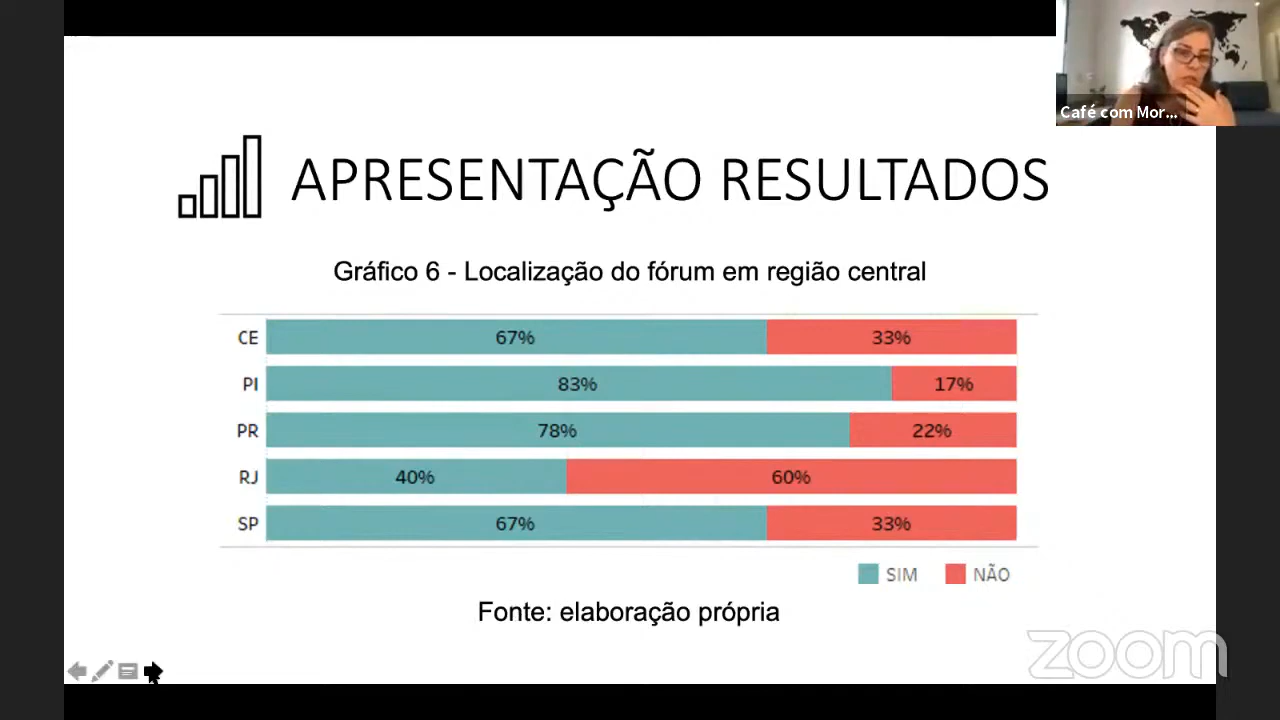 Café com Mor...
APRESENTAÇÃO RESULTADOS
Gráfico 6 - Localização do fórum em região central
CE 67% 33%
PI 83% 17%
PR 78% 22%
RJ 40% 60%
SP 67% 33%
SIM NÃO
Fonte: elaboração própria
zoom